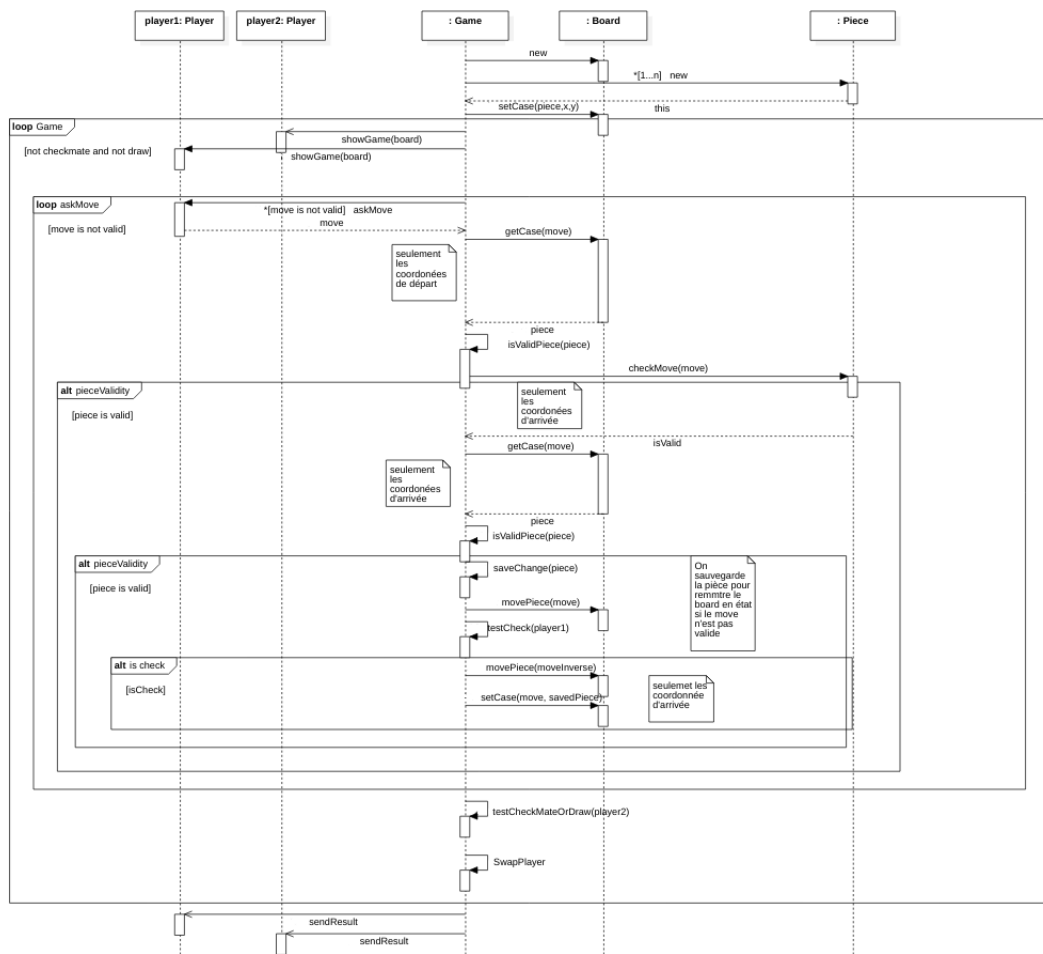 player1: Player
player2: Player
: Game
: Board
: Piece
new
*[1...n] new
this
setCase(piece,x,y)
loop Game
[not checkmate and not draw]
showGame(board)
showGame(board)
loop askMove
[move is not valid]
*[move is not valid] askMove
move
getCase(move)
seulement
les
coordonées
de départ
piece
isValidPiece(piece)
checkMove(move)
alt pieceValidity
[piece is valid]
seulement
les
coordonées
d'arrivée
isValid
getCase(move)
seulement
les
coordonées
d'arrivée
piece
isValidPiece(piece)
alt pieceValidity
[piece is valid]
saveChange(piece)
On
sauvegarde
la pièce pour
remmtre le
board en état
si le move
n'est pas
valide
movePiece(move)
testCheck(player1)
alt is check
[isCheck]
movePiece(moveInverse)
setCase(move, savedPiece)
seulemet les
coordonnée
d'arrivée
testCheckMateOrDraw(player2)
SwapPlayer
sendResult
sendResult